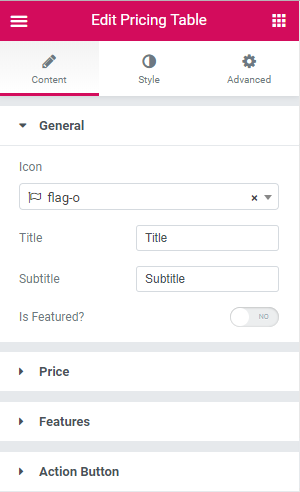 Edit Pricing Table
Content Style Advanced
General
Icon
flag-o ×
Title Title
Subtitle Subtitle
Is Featured? NO
Price
Features
Action Button